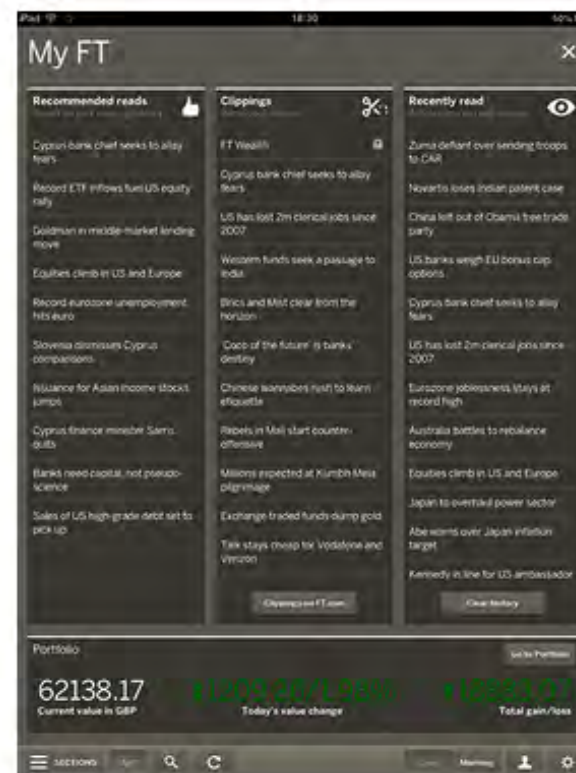 iPad
18:30
My FT
Recommended reads
Cyprus bank chief seeks to allay
fears
Record ETF inflows fuel US equity
rally
Goldman in middle-market lending
move
Equities climb in US and Europe
Record eurozone unemployment
hits euro
Slovenia dismisses Cyprus
comparisons
Issuance for Asian income stocks
jumps
Cyprus finance minister Sarris
quits
Banks need capital, not pseudo-
science
Sales of US high-grade debt set to
pick up
Clippings
FT Wealth
Cyprus bank chief seeks to allay
fears
US has lost 2m clerical jobs since
2007
Western funds seek a passage to
India
Brics and Mist clear from the
horizon
'Coco of the future' is banks'
destiny
Chinese wannabes rush to learn
etiquette
Rebels in Mali start counter-
offensive
Millions expected at Kumbh Mela
pilgrimage
Exchange traded funds dump gold
Talk stays cheap for Vodafone and
Verizon
Clippings on FT.com
Recently read
Zuma defiant over sending troops
to CAR
Novartis loses Indian patent case
China left out of Obama free trade
party
US banks weigh EU bonus cap
options
Cyprus bank chief seeks to allay
fears
US has lost 2m clerical jobs since
2007
Eurozone joblessness stays at
record high
Australia battles to rebalance
economy
Equities climb in US and Europe
Japan to overhaul power sector
Abe warns over Japan inflation
target
Kennedy in line for US ambassador
Clear history
Portfolio
Go to Portfolio
62138.17
Current value in GBP
Today's value change
Total gain/loss
SECTIONS
Morning